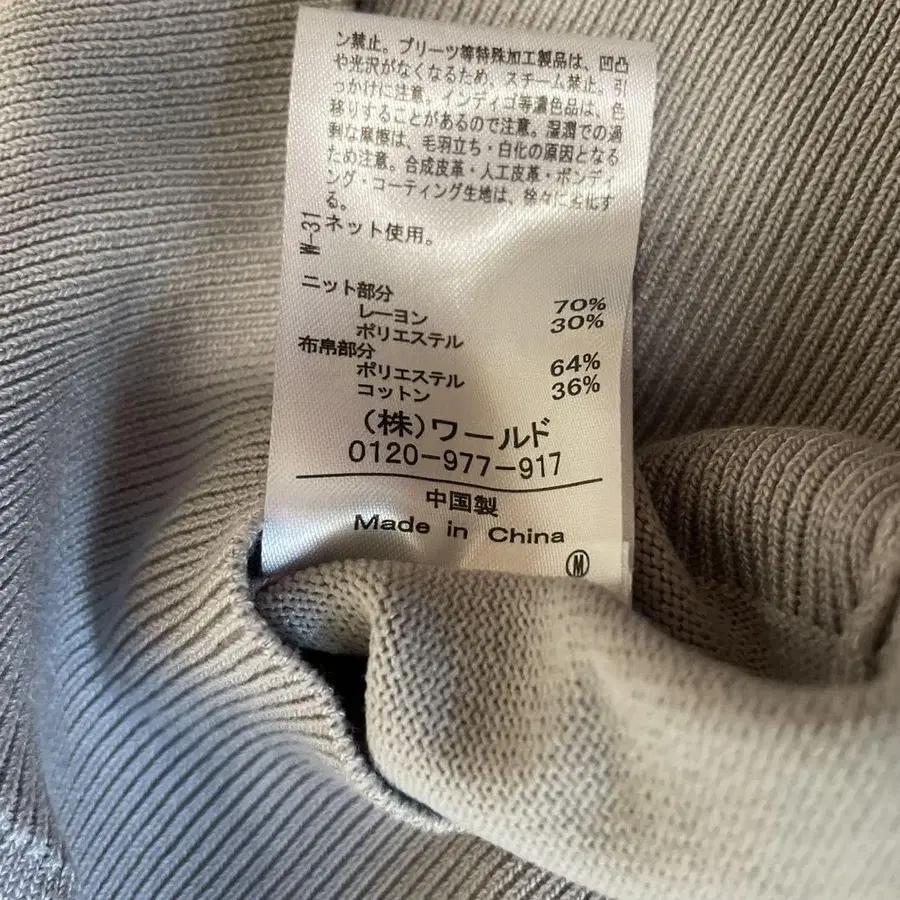 ン禁止。プリーツ等特殊加工製品は、凹凸
や光沢がなくなるため、スチーム禁止。引
っかけに注意。インディゴ等濃色品は、色
移りすることがあるので注意。湿潤での過
剰な摩擦は、毛羽立ち・白化の原因となる
ため注意。合成皮革・人工皮革・ボンディ
ング・コーティング生地は、徐々に劣化す
る。
W-31
ネット使用。
ニット部分
レーヨン 70%
ポリエステル 30%
布帛部分
ポリエステル 64%
コットン 36%
(株)ワールド
0120-977-917
中国製
Made in China
M